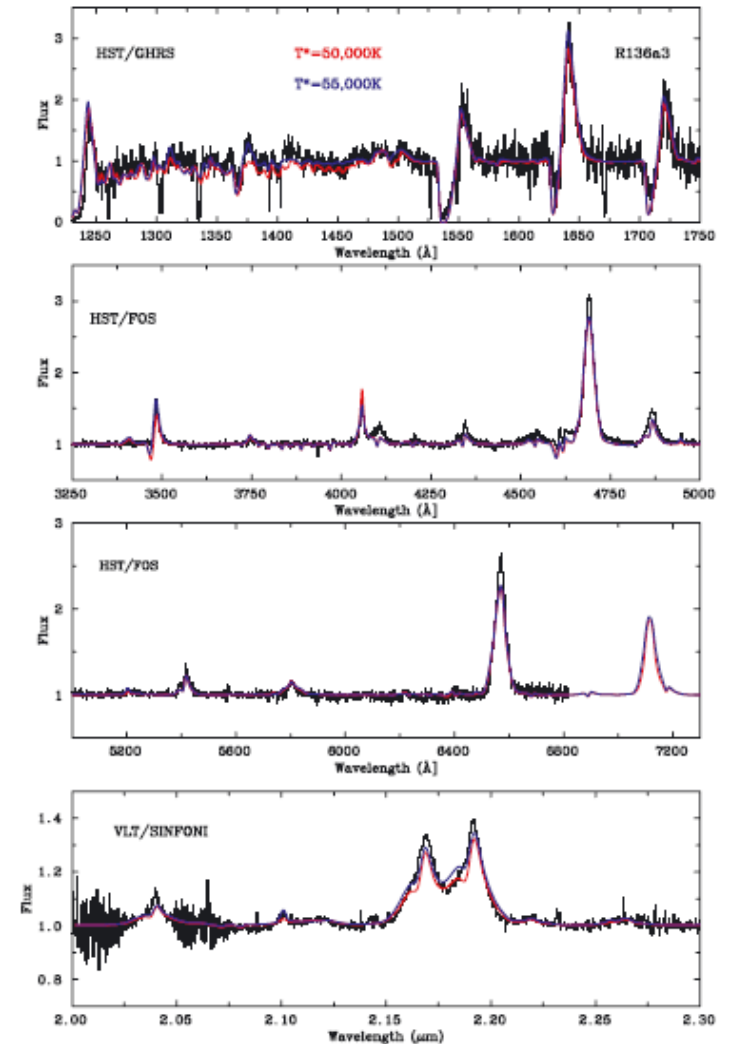 HST/GHRS T*=50,000K R136a3
T*=55,000K
Flux
3
2
1
0
1250 1300 1350 1400 1450 1500 1550 1600 1650 1700 1750
Wavelength [Å]
HST/FOS
Flux
3
2
1
3250 3500 3750 4000 4250 4500 4750 5000
Wavelength [Å]
HST/FOS
Flux
3
2
1
5200 5600 6000 6400 6800 7200
Wavelength [Å]
VLT/SINFONI
Flux
1.4
1.2
1.0
0.8
2.00 2.05 2.10 2.15 2.20 2.25 2.30
Wavelength (μm)